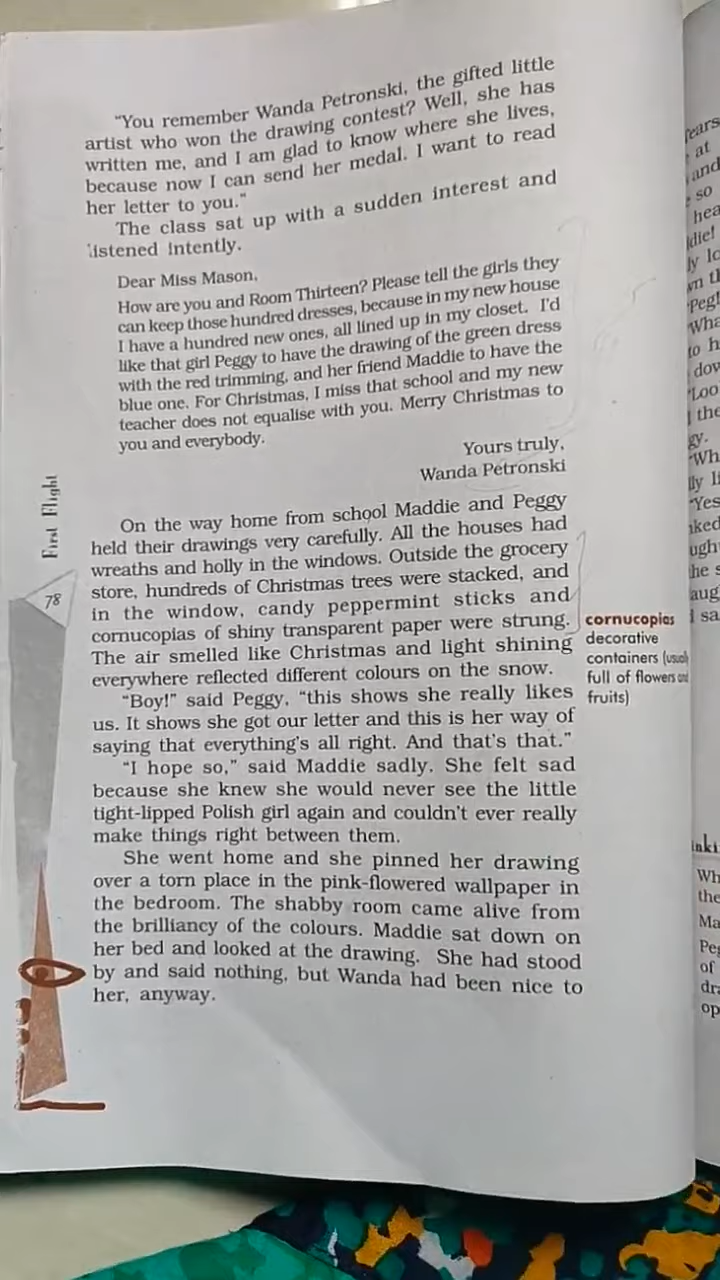 "You remember Wanda Petronski, the gifted little
artist who won the drawing contest? Well, she has
written me, and I am glad to know where she lives,
because now I can send her medal. I want to read
her letter to you."
The class sat up with a sudden interest and
listened intently.
Dear Miss Mason,
How are you and Room Thirteen? Please tell the girls they
can keep those hundred dresses, because in my new house
I have a hundred new ones, all lined up in my closet. I'd
like that girl Peggy to have the drawing of the green dress
with the red trimming, and her friend Maddie to have the
blue one. For Christmas, I miss that school and my new
teacher does not equalise with you. Merry Christmas to
you and everybody.
Yours truly,
Wanda Petronski
On the way home from school Maddie and Peggy
held their drawings very carefully. All the houses had
wreaths and holly in the windows. Outside the grocery
store, hundreds of Christmas trees were stacked, and
in the window, candy peppermint sticks and
cornucopias of shiny transparent paper were strung.
The air smelled like Christmas and light shining
everywhere reflected different colours on the snow.
"Boy!" said Peggy, "this shows she really likes
us. It shows she got our letter and this is her way of
saying that everything's all right. And that's that."
"I hope so," said Maddie sadly. She felt sad
because she knew she would never see the little
tight-lipped Polish girl again and couldn't ever really
make things right between them.
She went home and she pinned her drawing
over a torn place in the pink-flowered wallpaper in
the bedroom. The shabby room came alive from
the brilliancy of the colours. Maddie sat down on
her bed and looked at the drawing. She had stood
by and said nothing, but Wanda had been nice to
her, anyway.
cornucopias
decorative
containers (usually
full of flowers and
fruits)
First Flight
78